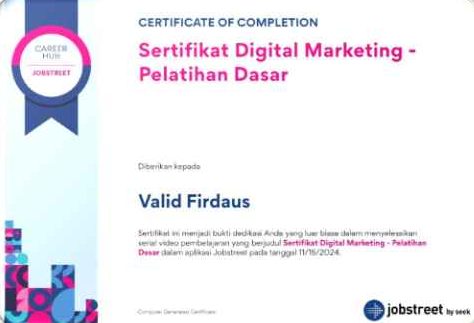 CAREER
HUB
JOBSTREET
CERTIFICATE OF COMPLETION
Sertifikat Digital Marketing -
Pelatihan Dasar
Diberikan kepada
Valid Firdaus
Sertifikat ini menjadi bukti dedikasi Anda yang luar biasa dalam menyelesaikan
serial video pembelajaran yang berjudul Sertifikat Digital Marketing - Pelatihan
Dasar dalam aplikasi Jobstreet pada tanggal 11/16/2024.
Computer Generated Certificate
jobstreet by seek